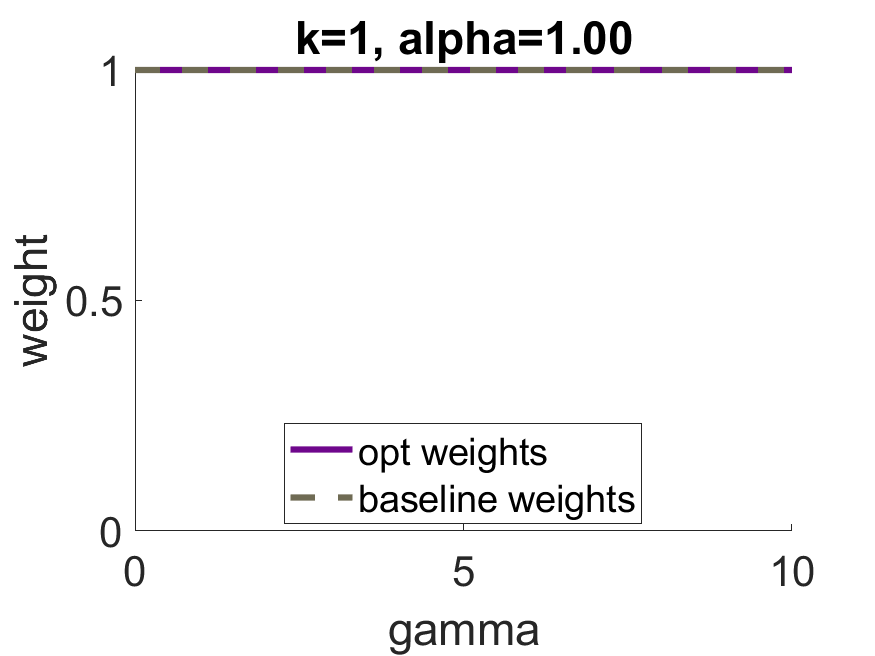 k=1, alpha=1.00
1
0.5
0
weight
opt weights
baseline weights
0 5 10
gamma